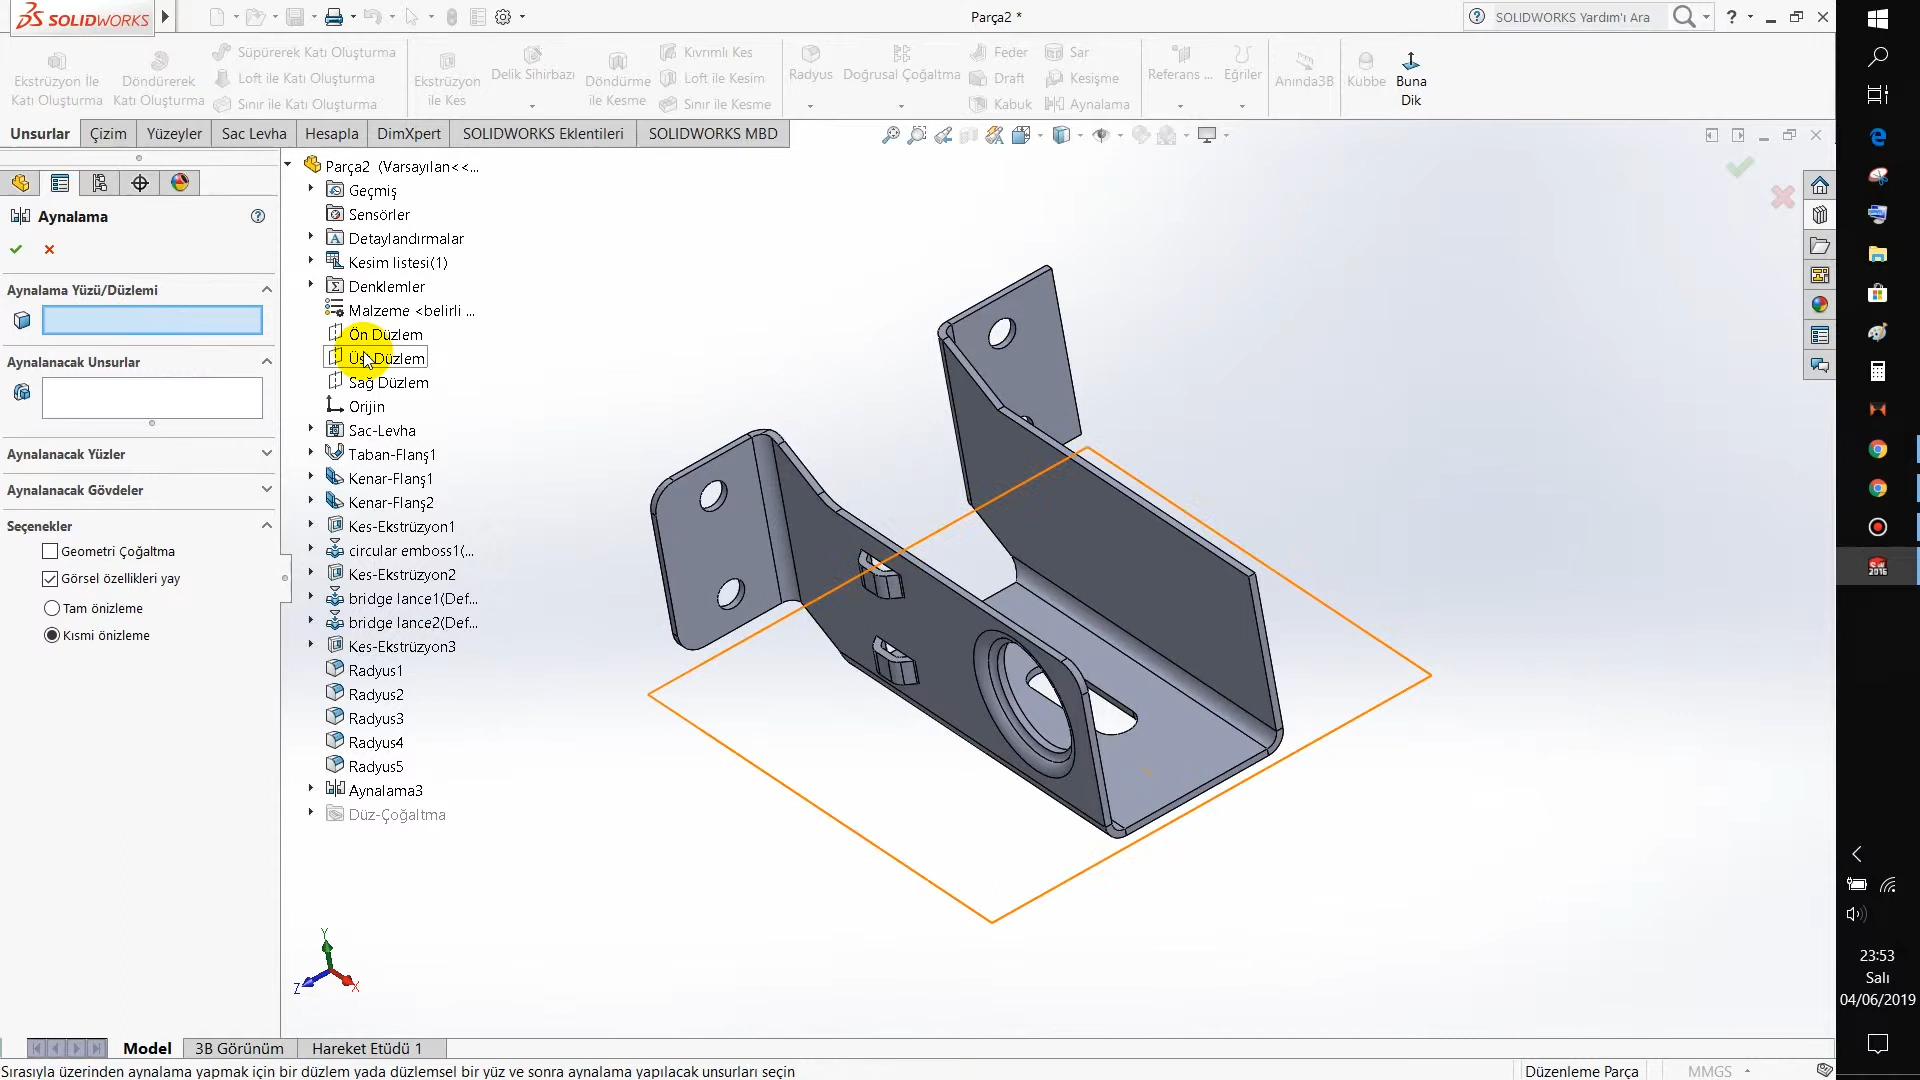 SOLIDWORKS
Parça2 *
SOLIDWORKS Yardım'ı Ara
?
Ekstrüzyon İle
Katı Oluşturma
Döndürerek
Katı Oluşturma
Süpürerek Katı Oluşturma
Loft ile Katı Oluşturma
Sınır ile Katı Oluşturma
Ekstrüzyon
ile Kes
Delik Sihirbazı
Döndürme
ile Kesme
Kıvrımlı Kes
Loft ile Kesim
Sınır ile Kesme
Radyus
Doğrusal Çoğaltma
Feder
Draft
Kabuk
Sar
Kesişme
Aynalama
Referans ...
Eğriler
Anında3B
Kubbe
Buna
Dik
Unsurlar
Çizim
Yüzeyler
Sac Levha
Hesapla
DimXpert
SOLIDWORKS Eklentileri
SOLIDWORKS MBD
Aynalama
Aynalama Yüzü/Düzlemi
Aynalanacak Unsurlar
Aynalanacak Yüzler
Aynalanacak Gövdeler
Seçenekler
Geometri Çoğaltma
Görsel özellikleri yay
Tam önizleme
Kısmi önizleme
Parça2 (Varsayılan<<...
Geçmiş
Sensörler
Detaylandırmalar
Kesim listesi(1)
Denklemler
Malzeme <belirli ...
Ön Düzlem
Üst Düzlem
Sağ Düzlem
Orijin
Sac-Levha
Taban-Flanş1
Kenar-Flanş1
Kenar-Flanş2
Kes-Ekstrüzyon1
circular emboss1(...
Kes-Ekstrüzyon2
bridge lance1(Def...
bridge lance2(Def...
Kes-Ekstrüzyon3
Radyus1
Radyus2
Radyus3
Radyus4
Radyus5
Aynalama3
Düz-Çoğaltma
Y
Z
X
2016
23:53
Salı
04/06/2019
Model
3B Görünüm
Hareket Etüdü 1
Sırasıyla üzerinden aynalama yapmak için bir düzlem yada düzlemsel bir yüz ve sonra aynalama yapılacak unsurları seçin
Düzenleme Parça
MMGS